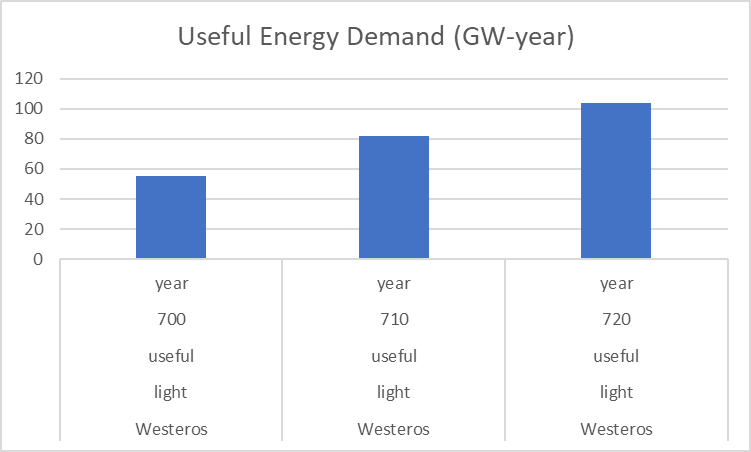 Useful Energy Demand (GW-year)
120
100
80
60
40
20
0
year year year
700 710 720
useful useful useful
light light light
Westeros Westeros Westeros